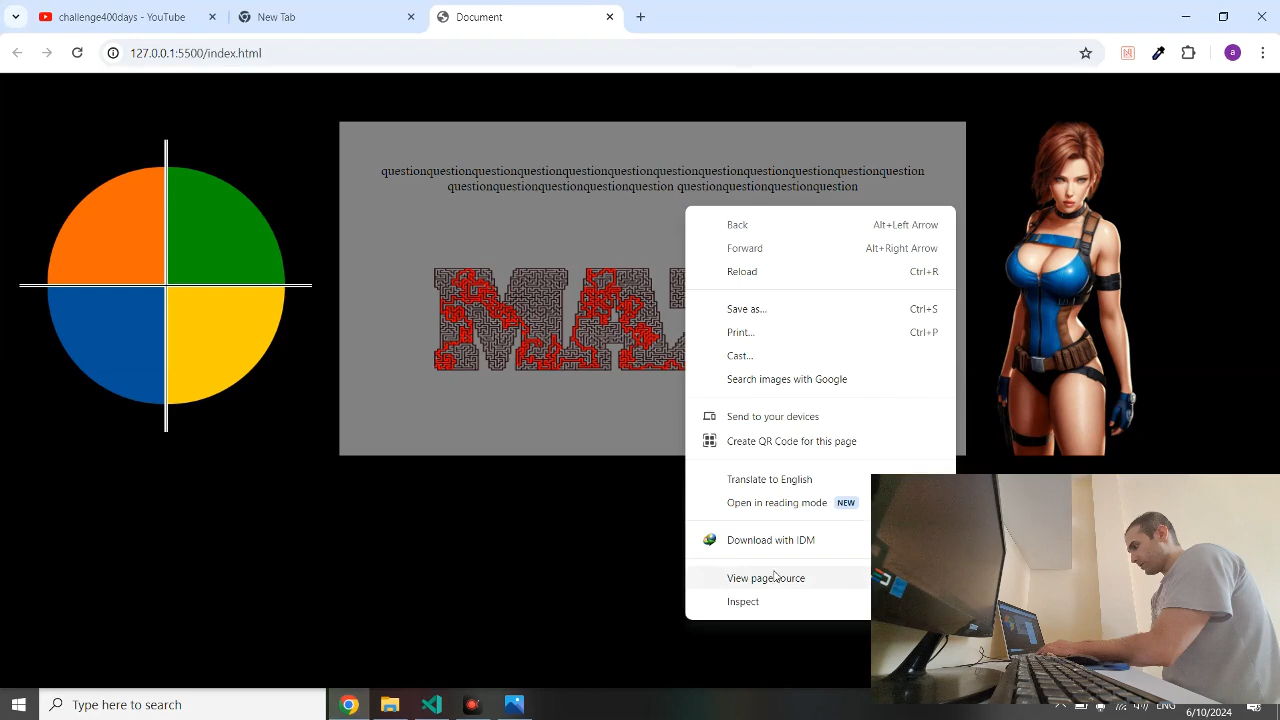 challenge400days - YouTube
New Tab
Document
127.0.0.1:5500/index.html
a
questionquestionquestionquestionquestionquestionquestionquestionquestionquestionquestionquestion
questionquestionquestionquestionquestion questionquestionquestionquestion
Back Alt+Left Arrow
Forward Alt+Right Arrow
Reload Ctrl+R
Save as... Ctrl+S
Print... Ctrl+P
Cast...
Search images with Google
Send to your devices
Create QR Code for this page
Translate to English
Open in reading mode NEW
Download with IDM
View page source
Inspect
Type here to search
ENG
6/10/2024